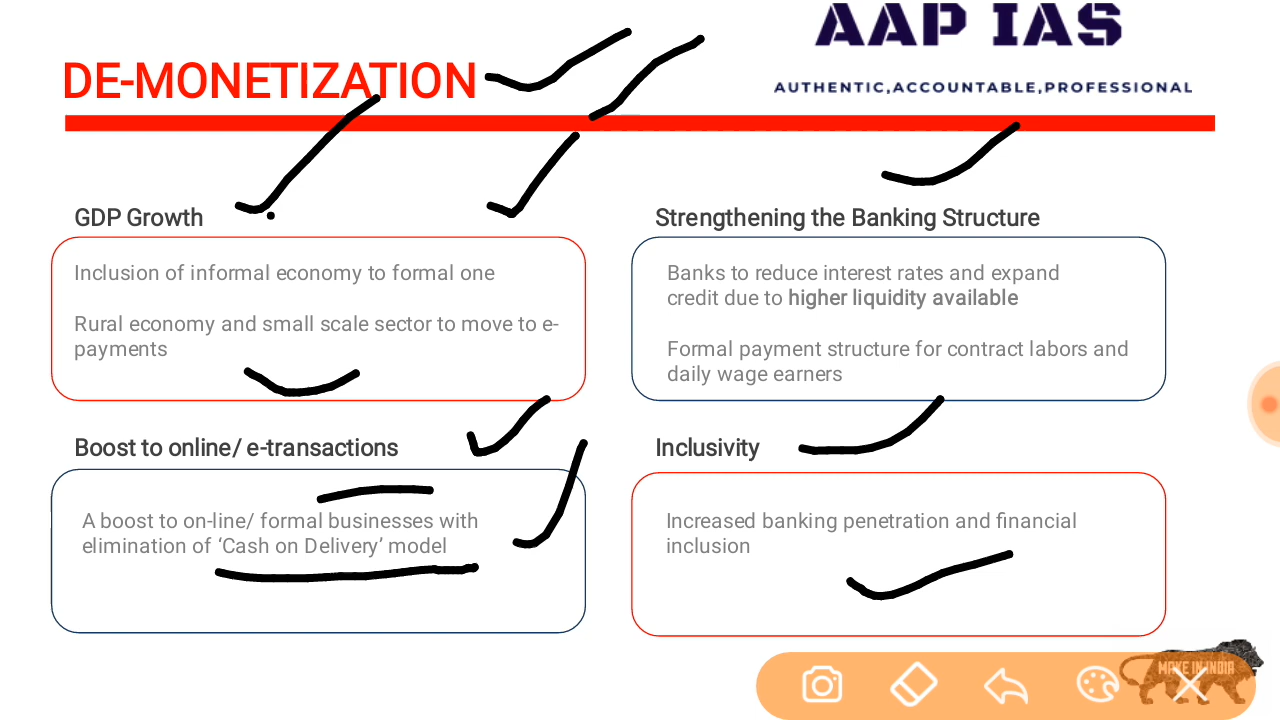 AAP IAS
AUTHENTIC,ACCOUNTABLE,PROFESSIONAL
DE-MONETIZATION
GDP Growth
Inclusion of informal economy to formal one
Rural economy and small scale sector to move to e-
payments
Strengthening the Banking Structure
Banks to reduce interest rates and expand
credit due to higher liquidity available
Formal payment structure for contract labors and
daily wage earners
Boost to online/ e-transactions
A boost to on-line/ formal businesses with
elimination of ‘Cash on Delivery’ model
Inclusivity
Increased banking penetration and financial
inclusion
MAKE IN INDIA